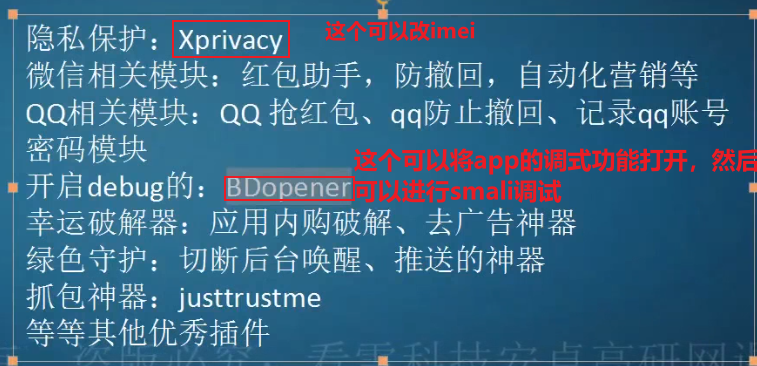 隐私保护：Xprivacy 这个可以改imei
微信相关模块：红包助手，防撤回，自动化营销等
QQ相关模块：QQ 抢红包、qq防止撤回、记录qq账号
密码模块
开启debug的：BDopener
这个可以将app的调式功能打开，然后
可以进行smali调试
幸运破解器：应用内购破解、去广告神器
绿色守护：切断后台唤醒、推送的神器
抓包神器：justtrustme
等等其他优秀插件
盗版必究，看雪科技安卓高研网